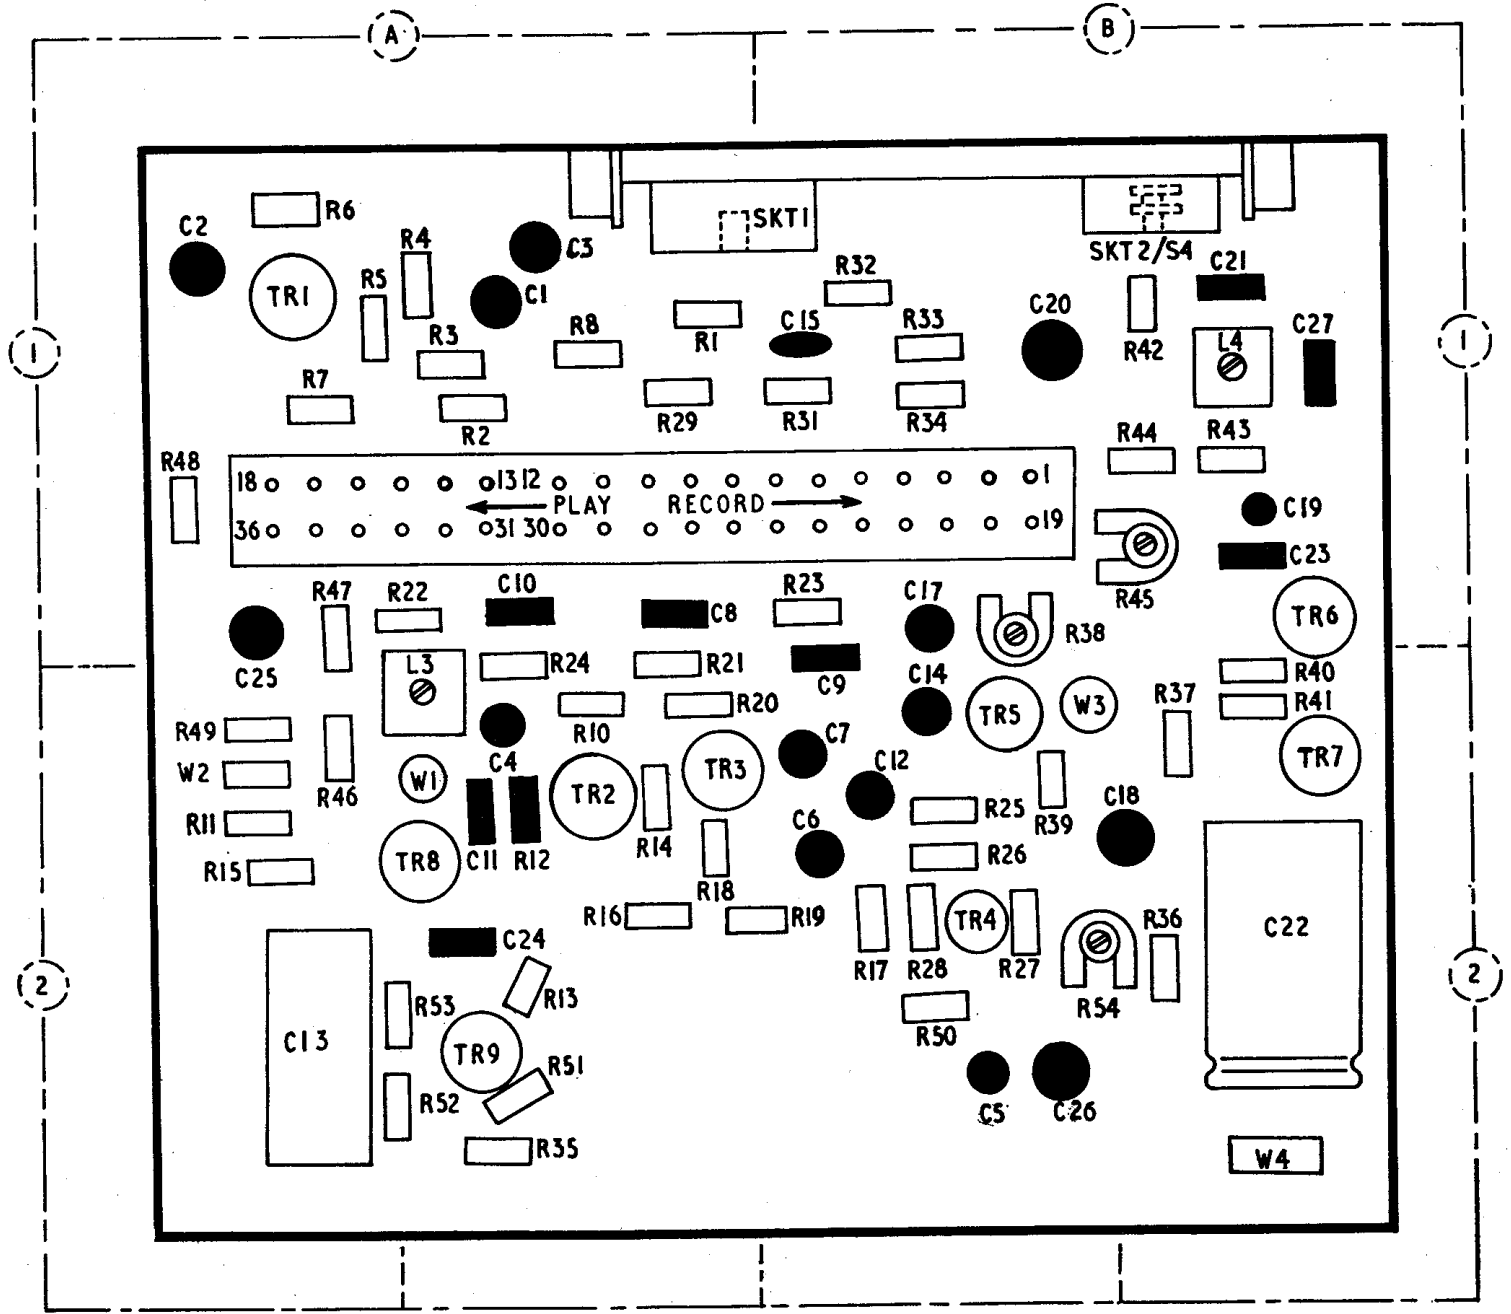 A
B
SKT1
R6
C2
R4
C3
SKT2/S4
R32
C21
TR1
R5
C1
C20
R3
R8
R1
C15
R33
R42
L4
C27
1
1
R7
R2
R29
R31
R34
R44
R43
R48
18 13 12 1
PLAY RECORD
36 31 30 19
C19
C23
R45
R47
R22
C10
C8
R23
C17
R38
TR6
C25
L3
R24
R21
C9
C14
R40
R41
R37
R49
R10
R20
C7
TR5
W3
W2
R46
W1
C4
TR2
TR3
C12
TR7
R11
R14
C6
R25
R39
C18
R15
TR8
C11
R12
R18
R26
R16
R19
R17
R28
TR4
R27
R36
C22
C24
R13
R54
2
2
R53
R50
C13
TR9
R51
R52
C5
C26
R35
W4